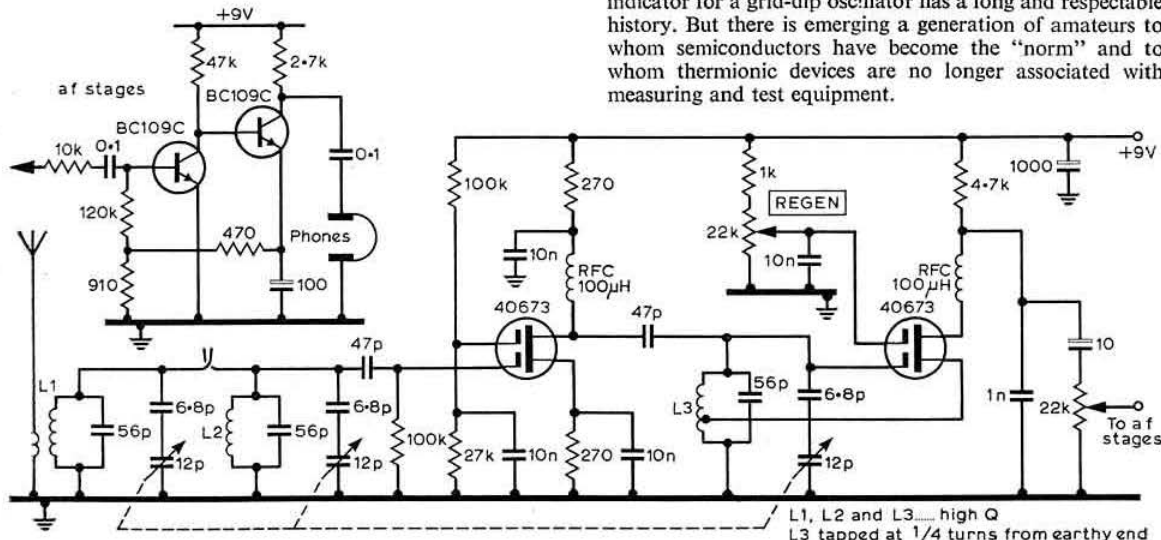 indicator for a grid-dip oscillator has a long and respectable
history. But there is emerging a generation of amateurs to
whom semiconductors have become the “norm” and to
whom thermionic devices are no longer associated with
measuring and test equipment.
+9V
47k
2·7k
af stages
BC109C
BC109C
10k
0·1
0·1
120k
470
Phones
910
100
100k
270
1k
4·7k
1000
+9V
REGEN
22k
10n
10n
RFC
100µH
RFC
100µH
40673
40673
47p
47p
L1
56p
6·8p
12p
L2
56p
6·8p
12p
100k
27k
10n
270
10n
L3
56p
6·8p
12p
1n
10
22k
To af
stages
L1, L2 and L3...... high Q
L3 tapped at 1/4 turns from earthy end